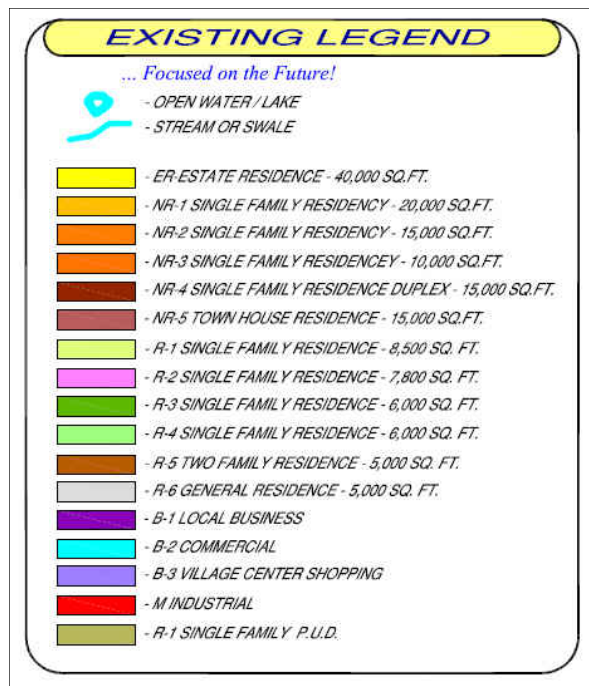 EXISTING LEGEND
... Focused on the Future!
- OPEN WATER / LAKE
- STREAM OR SWALE
- ER-ESTATE RESIDENCE - 40,000 SQ.FT.
- NR-1 SINGLE FAMILY RESIDENCY - 20,000 SQ.FT.
- NR-2 SINGLE FAMILY RESIDENCY - 15,000 SQ.FT.
- NR-3 SINGLE FAMILY RESIDENCEY - 10,000 SQ.FT.
- NR-4 SINGLE FAMILY RESIDENCE DUPLEX - 15,000 SQ.FT.
- NR-5 TOWN HOUSE RESIDENCE - 15,000 SQ.FT.
- R-1 SINGLE FAMILY RESIDENCE - 8,500 SQ. FT.
- R-2 SINGLE FAMILY RESIDENCE - 7,800 SQ. FT.
- R-3 SINGLE FAMILY RESIDENCE - 6,000 SQ. FT.
- R-4 SINGLE FAMILY RESIDENCE - 6,000 SQ. FT.
- R-5 TWO FAMILY RESIDENCE - 5,000 SQ. FT.
- R-6 GENERAL RESIDENCE - 5,000 SQ. FT.
- B-1 LOCAL BUSINESS
- B-2 COMMERCIAL
- B-3 VILLAGE CENTER SHOPPING
- M INDUSTRIAL
- R-1 SINGLE FAMILY P.U.D.